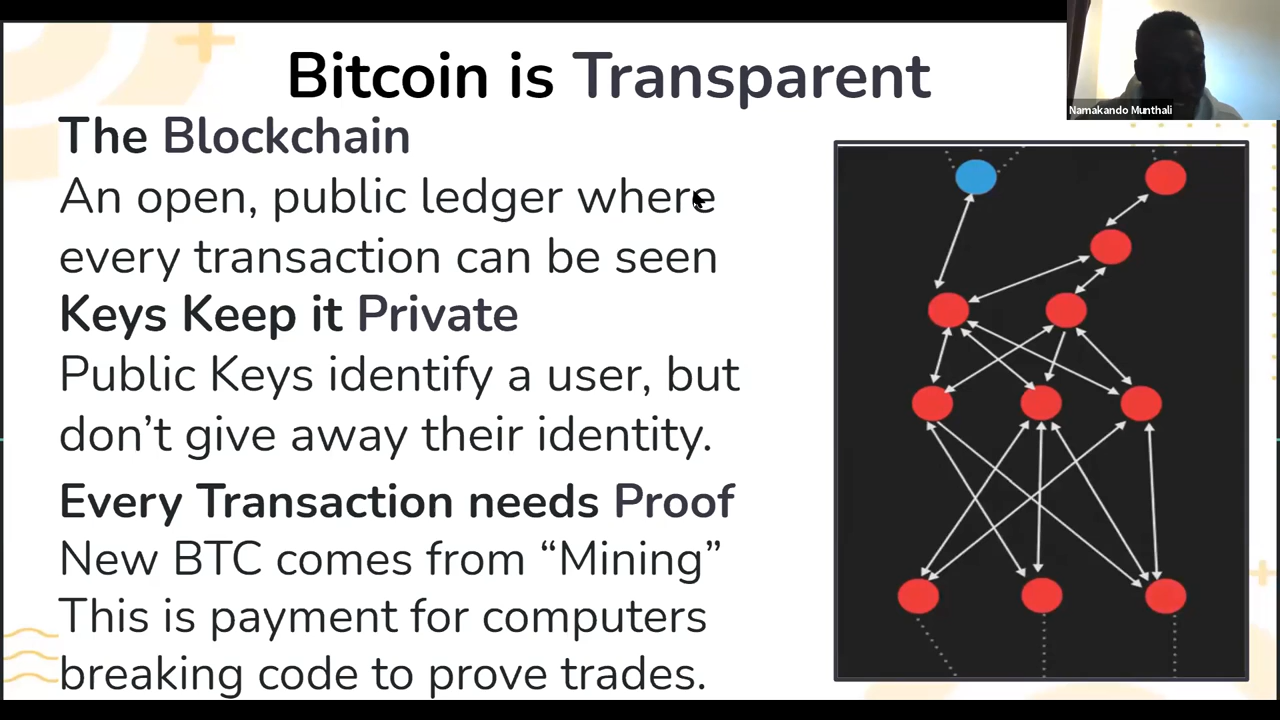 Bitcoin is Transparent
Namakando Munthali
The Blockchain
An open, public ledger where
every transaction can be seen
Keys Keep it Private
Public Keys identify a user, but
don’t give away their identity.
Every Transaction needs Proof
New BTC comes from “Mining”
This is payment for computers
breaking code to prove trades.